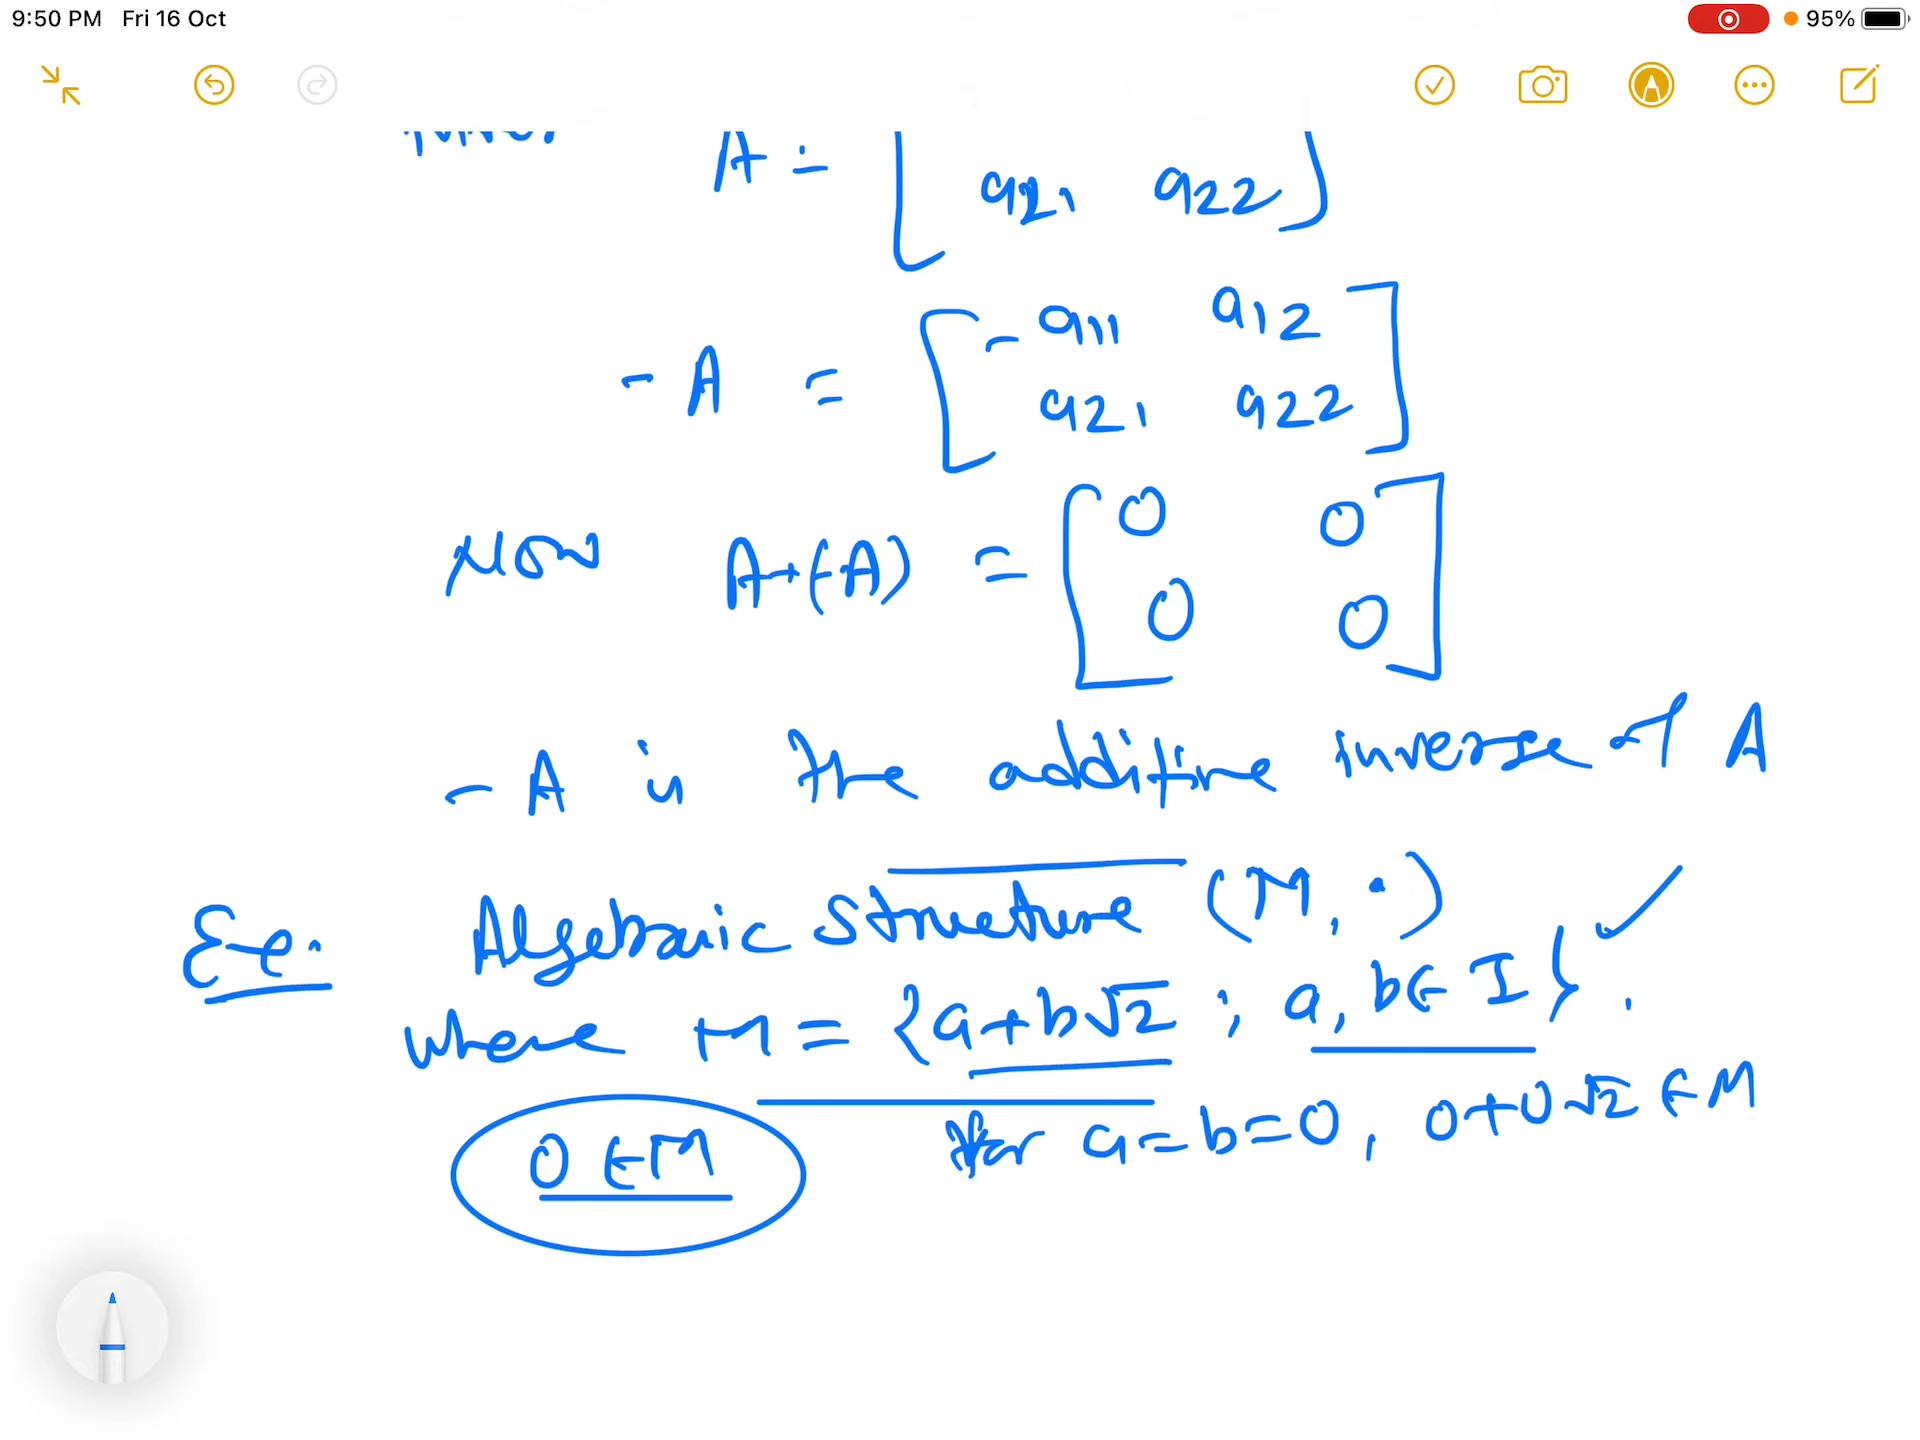 9:50 PM Fri 16 Oct 95%
A =
a21 a22
- A = [ - a11 a12
a21 a22 ]
Now A+(-A) = [ 0 0
0 0 ]
- A is the additive inverse of A
Ex. Algebraic structure (M, •)
where M = {a+b√2 ; a, b ∈ I} .
for a=b=0, 0+0√2 ∈ M
0 ∈ M